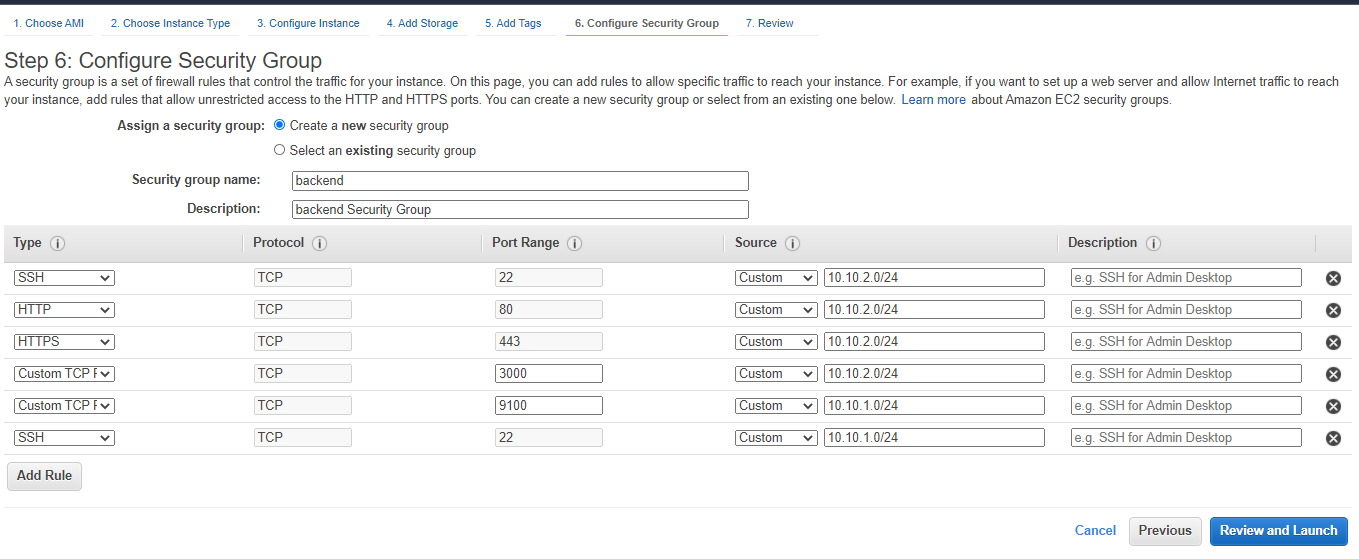 1. Choose AMI 2. Choose Instance Type 3. Configure Instance 4. Add Storage 5. Add Tags 6. Configure Security Group 7. Review
Step 6: Configure Security Group
A security group is a set of firewall rules that control the traffic for your instance. On this page, you can add rules to allow specific traffic to reach your instance. For example, if you want to set up a web server and allow Internet traffic to reach
your instance, add rules that allow unrestricted access to the HTTP and HTTPS ports. You can create a new security group or select from an existing one below. Learn more about Amazon EC2 security groups.
Assign a security group: Create a new security group
Select an existing security group
Security group name: backend
Description: backend Security Group
Type i Protocol i Port Range i Source i Description i
SSH TCP 22 Custom 10.10.2.0/24 e.g. SSH for Admin Desktop
HTTP TCP 80 Custom 10.10.2.0/24 e.g. SSH for Admin Desktop
HTTPS TCP 443 Custom 10.10.2.0/24 e.g. SSH for Admin Desktop
Custom TCP F TCP 3000 Custom 10.10.2.0/24 e.g. SSH for Admin Desktop
Custom TCP F TCP 9100 Custom 10.10.1.0/24 e.g. SSH for Admin Desktop
SSH TCP 22 Custom 10.10.1.0/24 e.g. SSH for Admin Desktop
Add Rule
Cancel Previous Review and Launch